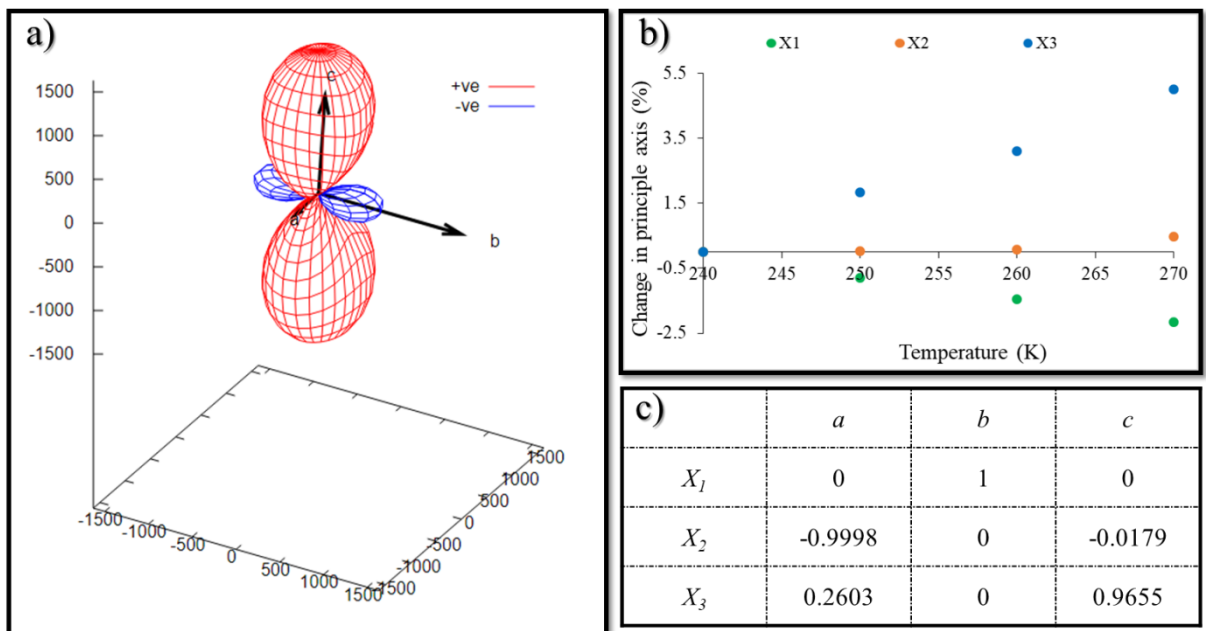 a)
c
+ve
-ve
1500
1000
500
0
-500
-1000
-1500
a
b
1500
1000
500
0
-500
-1000
-1500
-1500
-1000
-500
0
500
1000
1500
b)
X1 X2 X3
Change in principle axis (%)
5.5
3.5
1.5
-0.5
-2.5
240 245 250 255 260 265 270
Temperature (K)
c)
a b c
X1 0 1 0
X2 -0.9998 0 -0.0179
X3 0.2603 0 0.9655